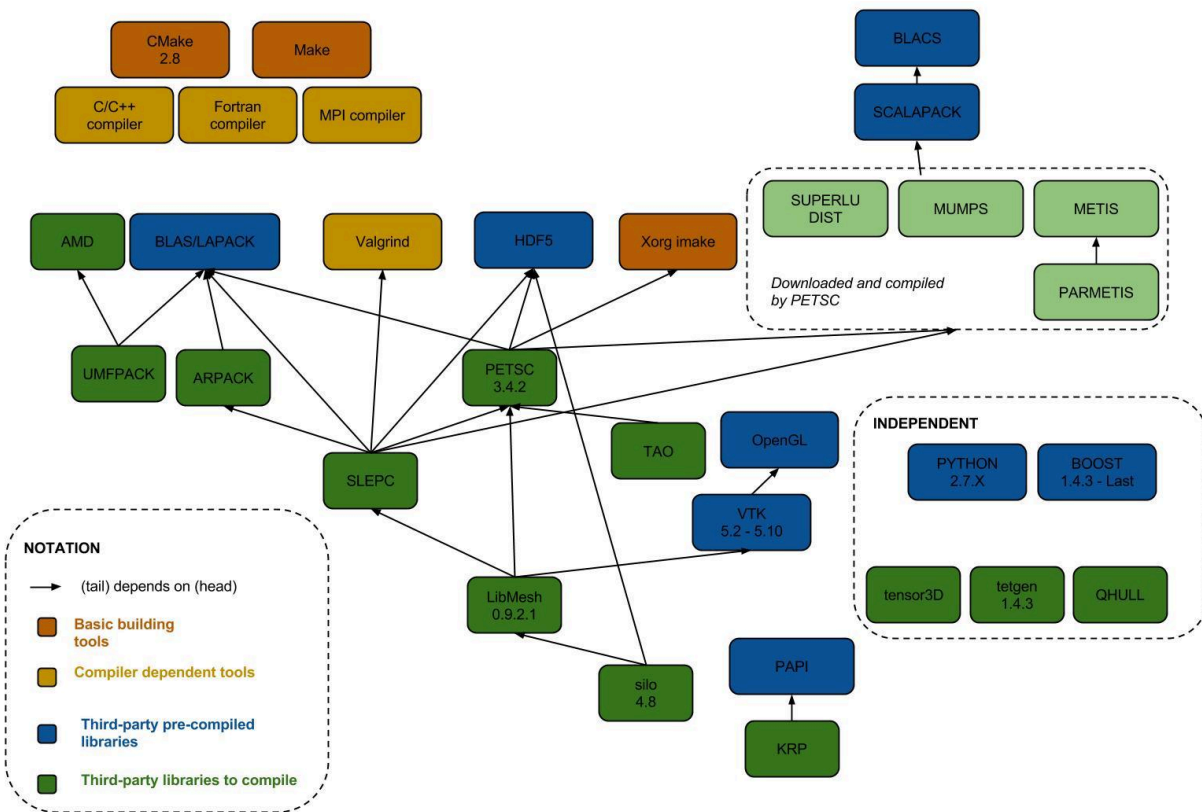 CMake
2.8
Make
C/C++
compiler
Fortran
compiler
MPI compiler
BLACS
SCALAPACK
SUPERLU
DIST
MUMPS
METIS
Downloaded and compiled
by PETSC
PARMETIS
AMD
BLAS/LAPACK
Valgrind
HDF5
Xorg imake
UMFPACK
ARPACK
PETSC
3.4.2
TAO
SLEPC
OpenGL
VTK
5.2 - 5.10
INDEPENDENT
PYTHON
2.7.X
BOOST
1.4.3 - Last
tensor3D
tetgen
1.4.3
QHULL
LibMesh
0.9.2.1
silo
4.8
PAPI
KRP
NOTATION
(tail) depends on (head)
Basic building
tools
Compiler dependent tools
Third-party pre-compiled
libraries
Third-party libraries to compile